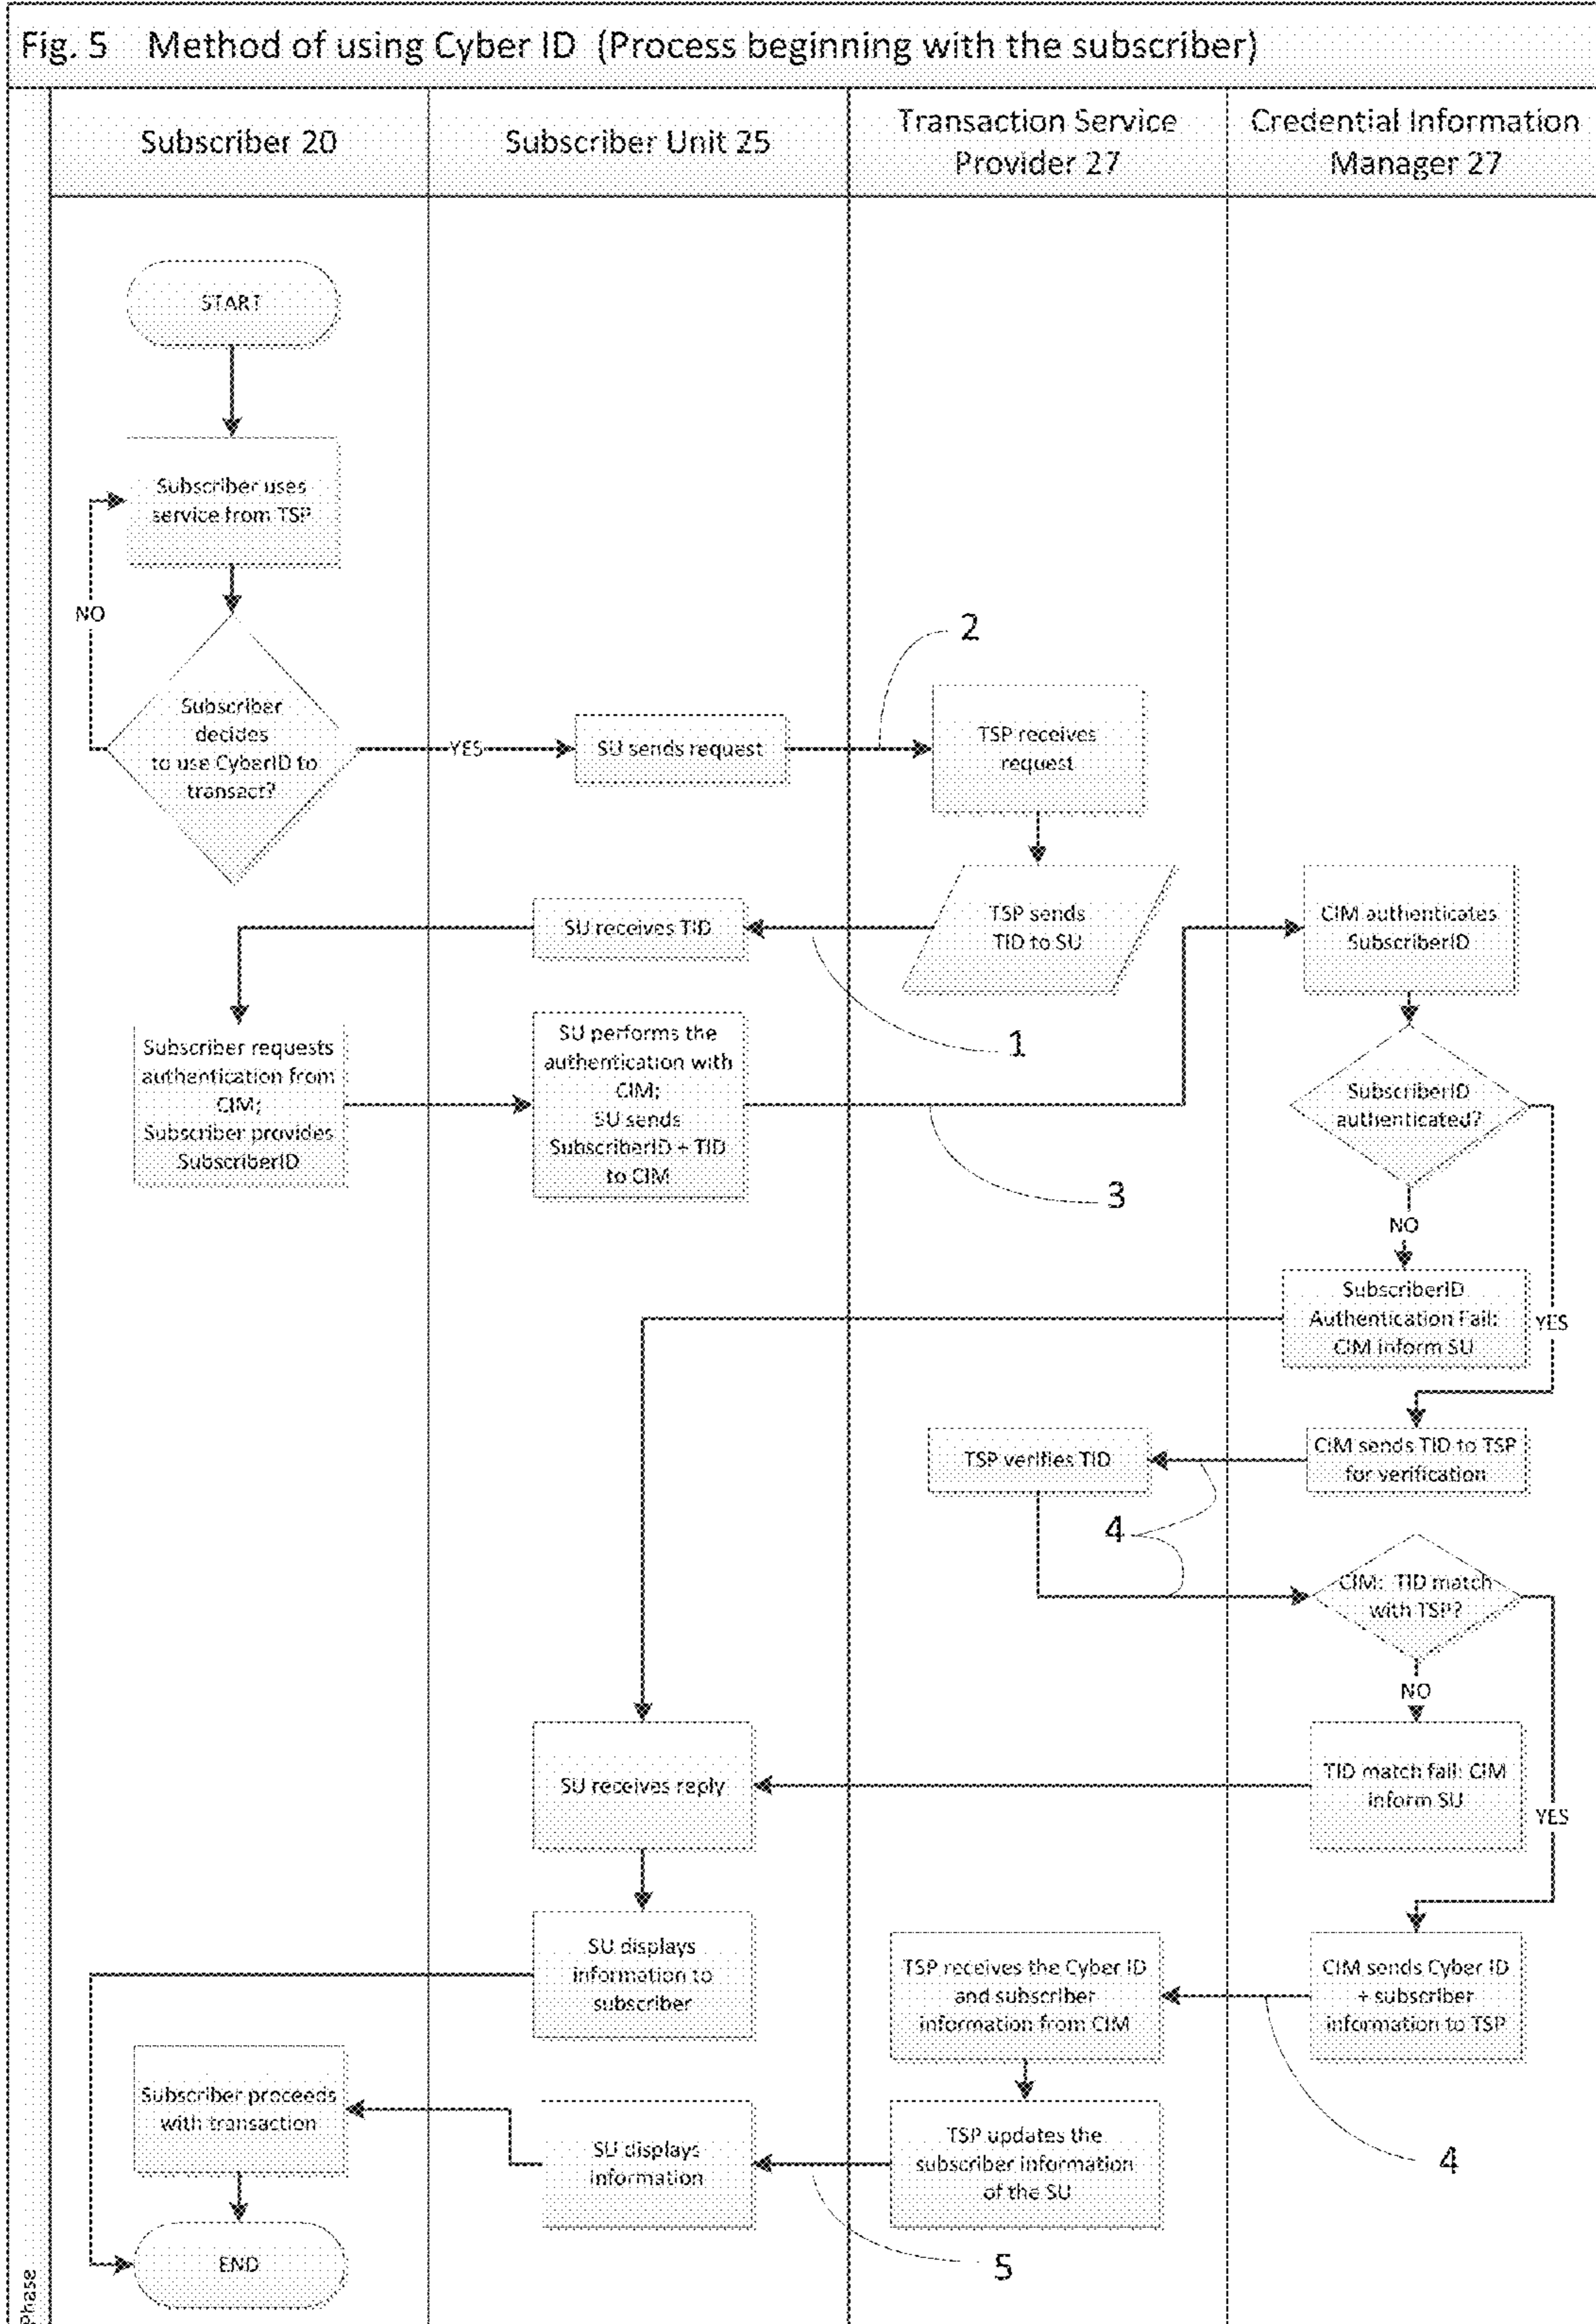 Fig. 5 Method of using Cyber ID (Process beginning with the subscriber)
Subscriber 20
Subscriber Unit 25
Transaction Service
Provider 27
Credential Information
Manager 27
START
Subscriber uses
service from TSP
NO
2
Subscriber
decides
to use CyberID to
transact?
YES
SU sends request
TSP receives
request
SU receives TID
TSP sends
TID to SU
CIM authenticates
SubscriberID
1
Subscriber requests
authentication from
CIM;
Subscriber provides
SubscriberID
SU performs the
authentication with
CIM;
SU sends
SubscriberID + TID
to CIM
SubscriberID
authenticated?
3
NO
SubscriberID
Authentication Fail:
CIM inform SU
YES
TSP verifies TID
CIM sends TID to TSP
for verification
4
CIM: TID match
with TSP?
NO
SU receives reply
TID match fail: CIM
inform SU
YES
SU displays
information to
subscriber
TSP receives the Cyber ID
and subscriber
information from CIM
CIM sends Cyber ID
+ subscriber
information to TSP
Subscriber proceeds
with transaction
SU displays
information
TSP updates the
subscriber information
of the SU
4
END
5
Phase